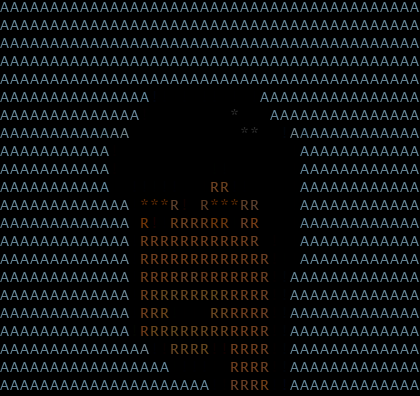 AAAAAAAAAAAAAAAAAAAAAAAAAAAAAAAAAAAAAAAAAA
AAAAAAAAAAAAAAAAAAAAAAAAAAAAAAAAAAAAAAAAAA
AAAAAAAAAAAAAAAAAAAAAAAAAAAAAAAAAAAAAAAAAA
AAAAAAAAAAAAAAAAAAAAAAAAAAAAAAAAAAAAAAAAAA
AAAAAAAAAAAAAAAAAAAAAAAAAAAAAAAAAAAAAAAAAA
AAAAAAAAAAAAAAA           AAAAAAAAAAAAAAAA
AAAAAAAAAAAAAA         *   AAAAAAAAAAAAAAA
AAAAAAAAAAAAA           **   AAAAAAAAAAAAA
AAAAAAAAAAA                   AAAAAAAAAAAA
AAAAAAAAAAA                   AAAAAAAAAAAA
AAAAAAAAAAA          RR       AAAAAAAAAAAA
AAAAAAAAAAAAA ***R  R***RR    AAAAAAAAAAAA
AAAAAAAAAAAAA R  RRRRRR RR    AAAAAAAAAAAA
AAAAAAAAAAAAA RRRRRRRRRRRR    AAAAAAAAAAAA
AAAAAAAAAAAAA RRRRRRRRRRRRR   AAAAAAAAAAAA
AAAAAAAAAAAAA RRRRRRRRRRRRR  AAAAAAAAAAAAA
AAAAAAAAAAAAA RRRRRRRRRRRRR  AAAAAAAAAAAAA
AAAAAAAAAAAAA RRR    RRRRRR  AAAAAAAAAAAAA
AAAAAAAAAAAAA RRRRRRRRRRRRR  AAAAAAAAAAAAA
AAAAAAAAAAAAAAA  RRRR  RRRR  AAAAAAAAAAAAA
AAAAAAAAAAAAAAAAA      RRRR  AAAAAAAAAAAAA
AAAAAAAAAAAAAAAAAAAAA  RRRR  AAAAAAAAAAAAA